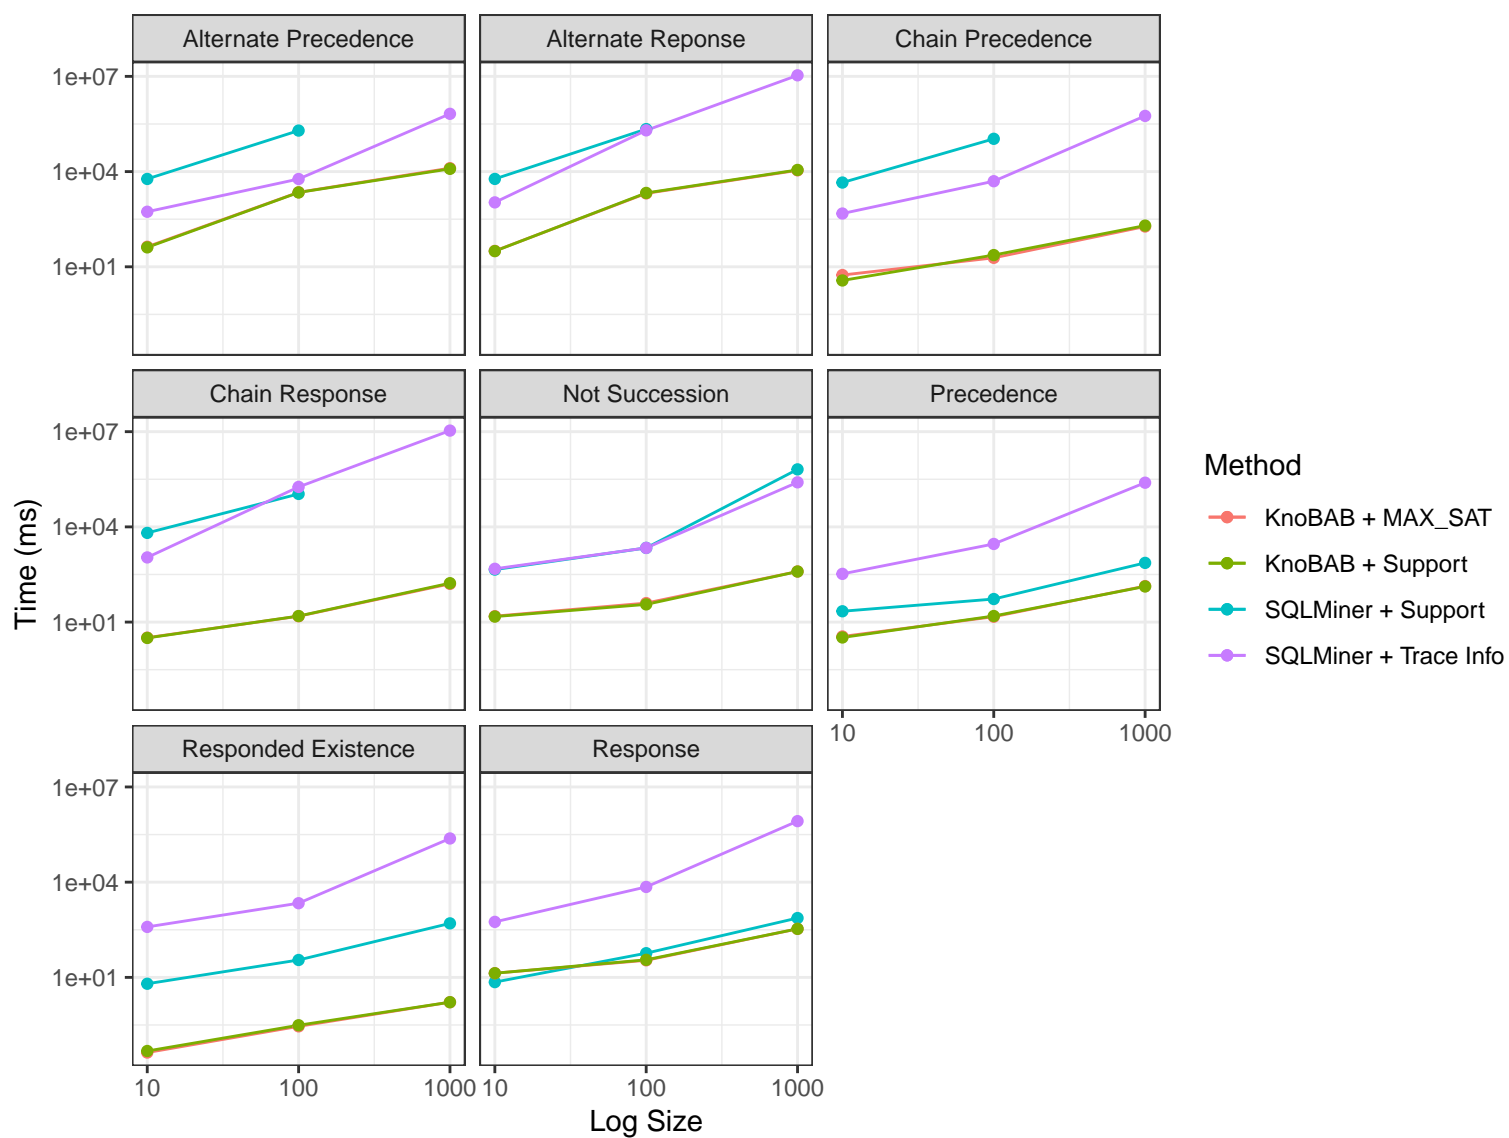 Alternate Precedence
Alternate Reponse
Chain Precedence
1e+07
1e+04
1e+01
Chain Response
Not Succession
Precedence
1e+07
1e+04
1e+01
10
100
1000
Responded Existence
Response
1e+07
1e+04
1e+01
10
100
1000
10
100
1000
Log Size
Time (ms)
Method
KnoBAB + MAX_SAT
KnoBAB + Support
SQLMiner + Support
SQLMiner + Trace Info